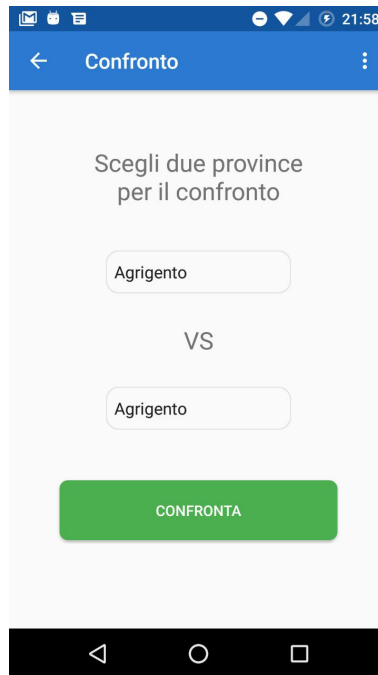 21:58
Confronto
Scegli due province
per il confronto
Agrigento
VS
Agrigento
CONFRONTA